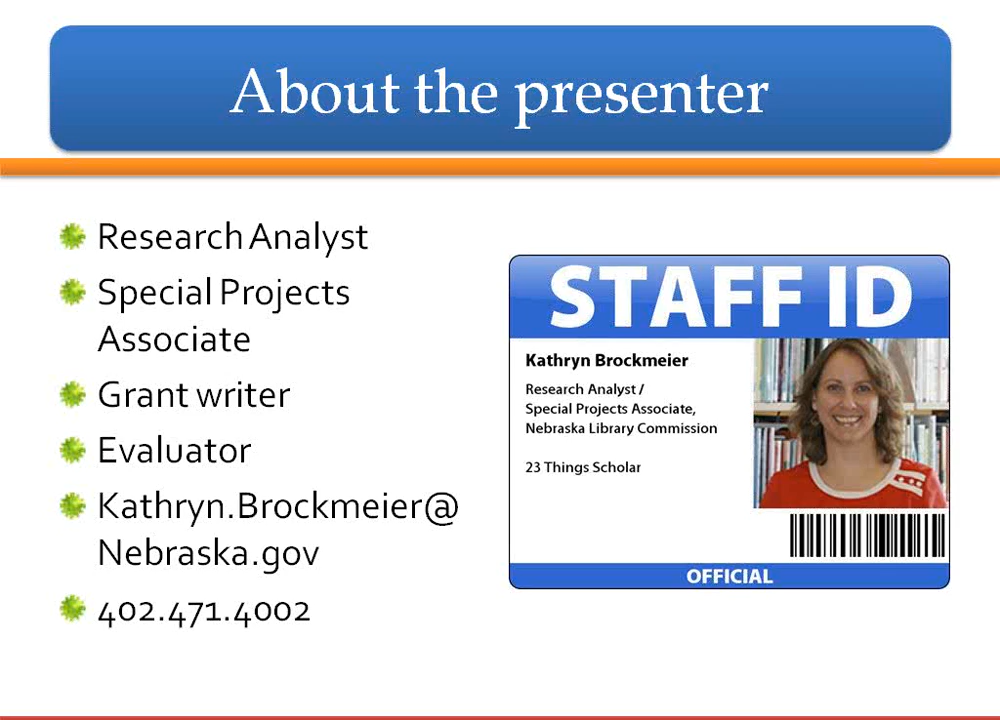 About the presenter
Research Analyst
Special Projects
Associate
Grant writer
Evaluator
Kathryn.Brockmeier@
Nebraska.gov
402.471.4002
STAFF ID
Kathryn Brockmeier
Research Analyst /
Special Projects Associate,
Nebraska Library Commission
23 Things Scholar
OFFICIAL